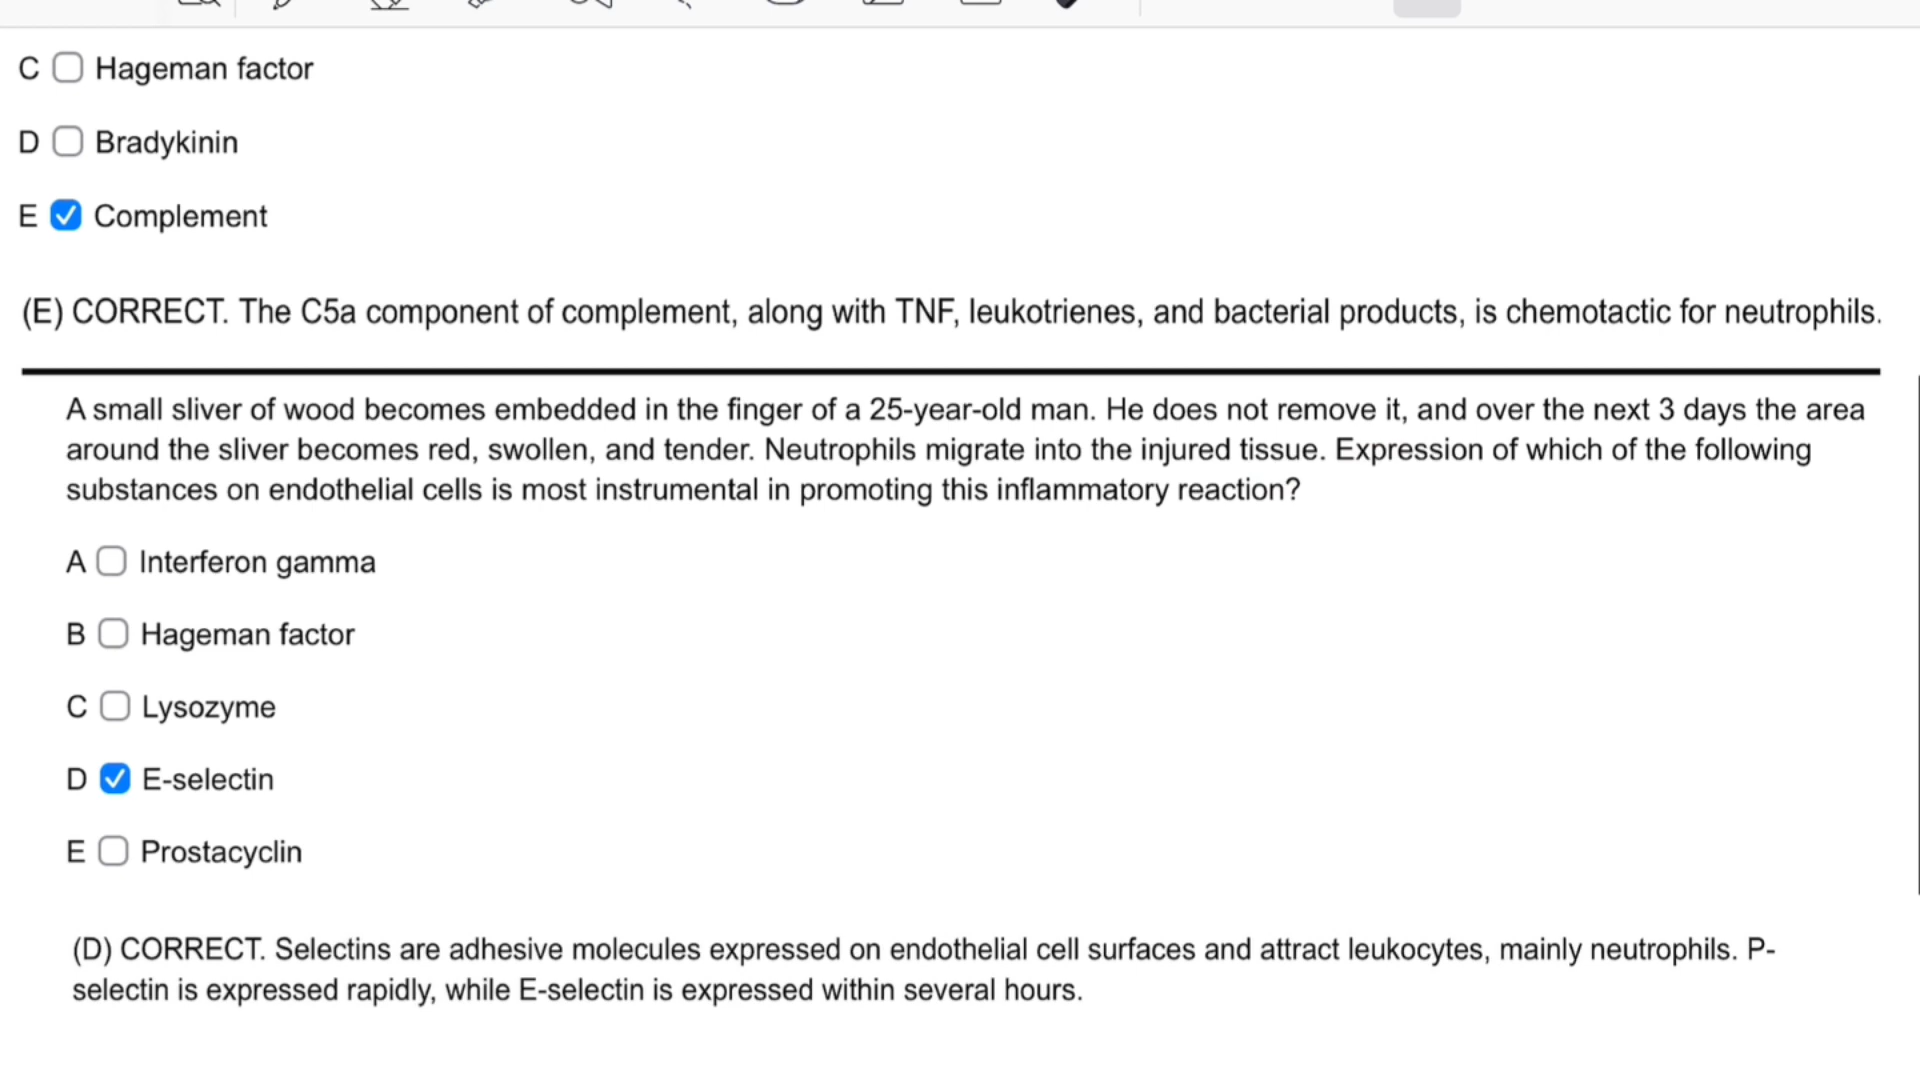 C Hageman factor
D Bradykinin
E Complement
(E) CORRECT. The C5a component of complement, along with TNF, leukotrienes, and bacterial products, is chemotactic for neutrophils.
A small sliver of wood becomes embedded in the finger of a 25-year-old man. He does not remove it, and over the next 3 days the area
around the sliver becomes red, swollen, and tender. Neutrophils migrate into the injured tissue. Expression of which of the following
substances on endothelial cells is most instrumental in promoting this inflammatory reaction?
A Interferon gamma
B Hageman factor
C Lysozyme
D E-selectin
E Prostacyclin
(D) CORRECT. Selectins are adhesive molecules expressed on endothelial cell surfaces and attract leukocytes, mainly neutrophils. P-
selectin is expressed rapidly, while E-selectin is expressed within several hours.